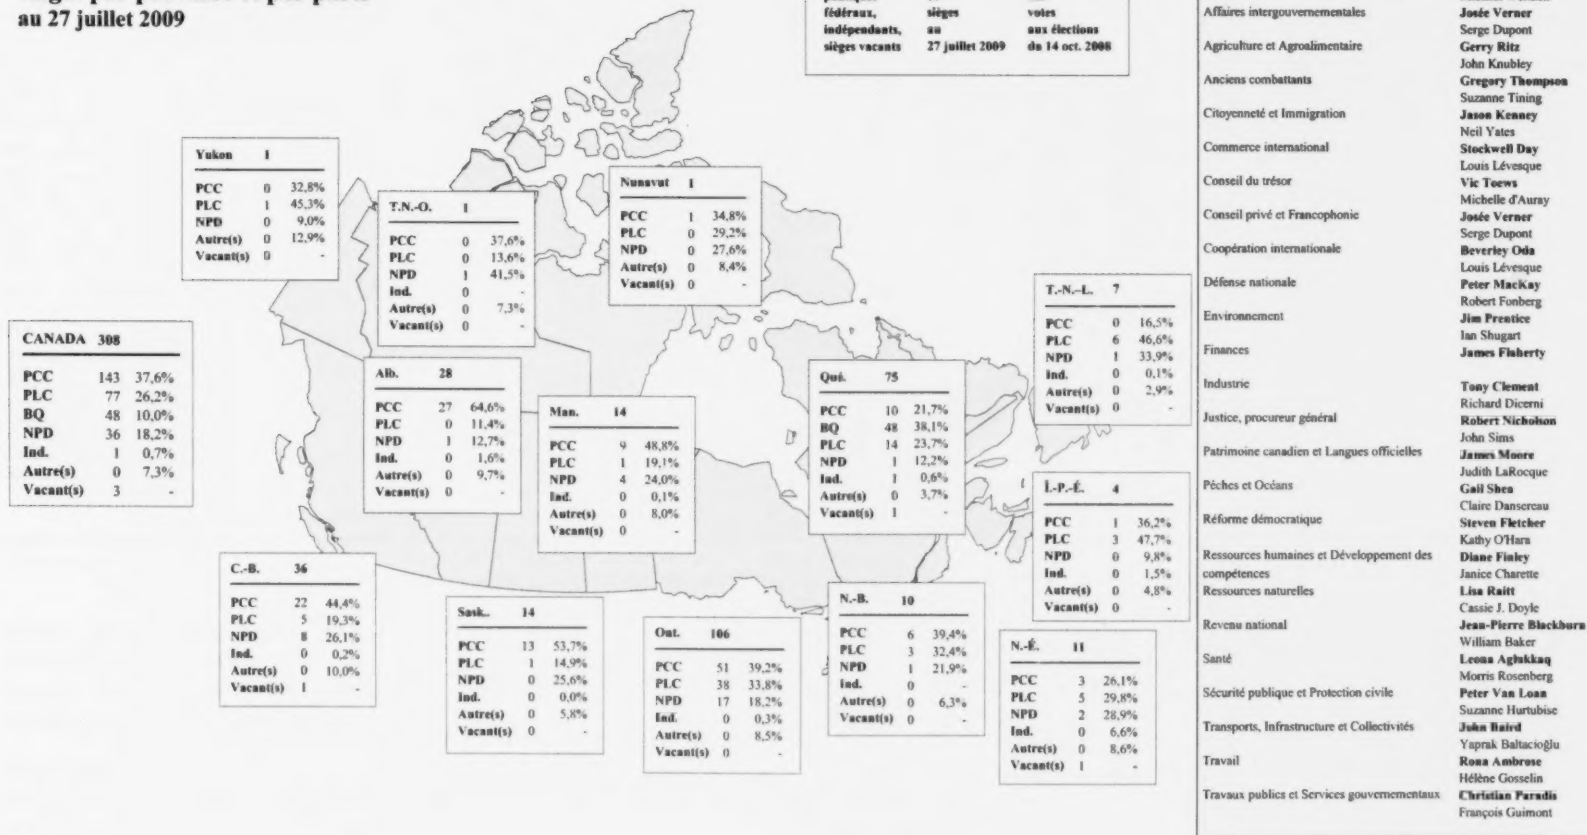 au 27 juillet 2009
fédéraux, sièges votes
indépendants, au aux élections
sièges vacants 27 juillet 2009 du 14 oct. 2008
Yukon 1
PCC 0 32,8%
PLC 1 45,3%
NPD 0 9,0%
Autre(s) 0 12,9%
Vacant(s) 0 -
T.N.-O. 1
PCC 0 37,6%
PLC 0 13,6%
NPD 1 41,5%
Ind. 0 -
Autre(s) 0 7,3%
Vacant(s) 0 -
Nunavut 1
PCC 1 34,8%
PLC 0 29,2%
NPD 0 27,6%
Autre(s) 0 8,4%
Vacant(s) 0 -
T.-N.-L. 7
PCC 0 16,5%
PLC 6 46,6%
NPD 1 33,9%
Ind. 0 0,1%
Autre(s) 0 2,9%
Vacant(s) 0 -
CANADA 308
PCC 143 37,6%
PLC 77 26,2%
BQ 48 10,0%
NPD 36 18,2%
Ind. 1 0,7%
Autre(s) 0 7,3%
Vacant(s) 3 -
Alb. 28
PCC 27 64,6%
PLC 0 11,4%
NPD 1 12,7%
Ind. 0 1,6%
Autre(s) 0 9,7%
Vacant(s) 0 -
Man. 14
PCC 9 48,8%
PLC 1 19,1%
NPD 4 24,0%
Ind. 0 0,1%
Autre(s) 0 8,0%
Vacant(s) 0 -
Qué. 75
PCC 10 21,7%
BQ 48 38,1%
PLC 14 23,7%
NPD 1 12,2%
Ind. 1 0,6%
Autre(s) 0 3,7%
Vacant(s) 1 -
Î.-P.-É. 4
PCC 1 36,2%
PLC 3 47,7%
NPD 0 9,8%
Ind. 0 1,5%
Autre(s) 0 4,8%
Vacant(s) 0 -
C.-B. 36
PCC 22 44,4%
PLC 5 19,3%
NPD 8 26,1%
Ind. 0 0,2%
Autre(s) 0 10,0%
Vacant(s) 1 -
Sask.. 14
PCC 13 53,7%
PLC 1 14,9%
NPD 0 25,6%
Ind. 0 0,0%
Autre(s) 0 5,8%
Vacant(s) 0 -
Ont. 106
PCC 51 39,2%
PLC 38 33,8%
NPD 17 18,2%
Ind. 0 0,3%
Autre(s) 0 8,5%
Vacant(s) 0 -
N.-B. 10
PCC 6 39,4%
PLC 3 32,4%
NPD 1 21,9%
Ind. 0 -
Autre(s) 0 6,3%
Vacant(s) 0 -
N.-É. 11
PCC 3 26,1%
PLC 5 29,8%
NPD 2 28,9%
Ind. 0 6,6%
Autre(s) 0 8,6%
Vacant(s) 1 -
Affaires intergouvernementales Josée Verner
Serge Dupont
Agriculture et Agroalimentaire Gerry Ritz
John Knubley
Anciens combattants Gregory Thompson
Suzanne Tining
Citoyenneté et Immigration Jason Kenney
Neil Yates
Commerce international Stockwell Day
Louis Lévesque
Conseil du trésor Vic Toews
Michelle d'Auray
Conseil privé et Francophonie Josée Verner
Serge Dupont
Coopération internationale Beverley Oda
Louis Lévesque
Défense nationale Peter MacKay
Robert Fonberg
Environnement Jim Prentice
Ian Shugart
Finances James Flaherty
Industrie Tony Clement
Richard Dicerni
Justice, procureur général Robert Nicholson
John Sims
Patrimoine canadien et Langues officielles James Moore
Judith LaRocque
Pêches et Océans Gail Shea
Claire Dansereau
Réforme démocratique Steven Fletcher
Kathy O'Hara
Ressources humaines et Développement des Diane Finley
compétences Janice Charette
Ressources naturelles Lisa Raitt
Cassie J. Doyle
Revenu national Jean-Pierre Blackburn
William Baker
Santé Leona Aglukkaq
Morris Rosenberg
Sécurité publique et Protection civile Peter Van Loan
Suzanne Hurtubise
Transports, Infrastructure et Collectivités John Baird
Yaprak Baltacioğlu
Travail Rona Ambrose
Hélène Gosselin
Travaux publics et Services gouvernementaux Christian Paradis
François Guimont